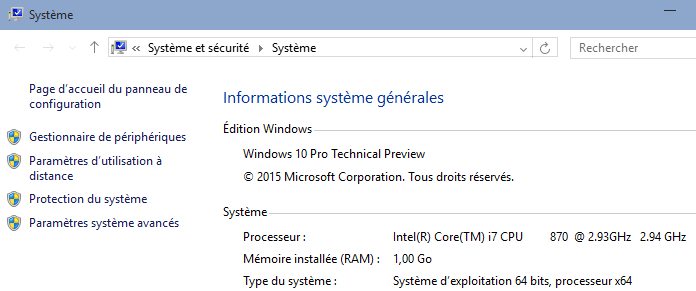 Système
Système et sécurité Système
Rechercher
Page d'accueil du panneau de
configuration
Gestionnaire de périphériques
Paramètres d'utilisation à
distance
Protection du système
Paramètres système avancés
Informations système générales
Édition Windows
Windows 10 Pro Technical Preview
© 2015 Microsoft Corporation. Tous droits réservés.
Système
Processeur : Intel(R) Core(TM) i7 CPU 870 @ 2.93GHz 2.94 GHz
Mémoire installée (RAM) : 1,00 Go
Type du système : Système d'exploitation 64 bits, processeur x64